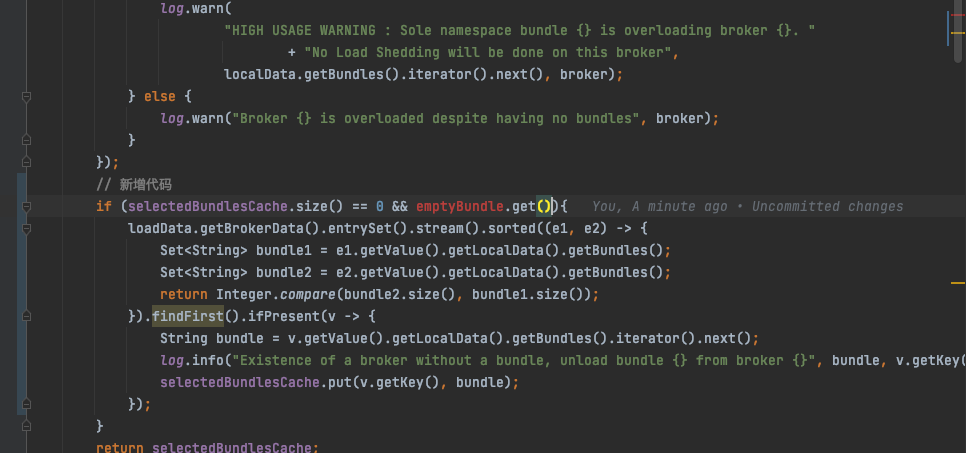 log.warn(
"HIGH USAGE WARNING : Sole namespace bundle {} is overloading broker {}. "
+ "No Load Shedding will be done on this broker",
localData.getBundles().iterator().next(), broker);
} else {
log.warn("Broker {} is overloaded despite having no bundles", broker);
}
});
// 新增代码
if (selectedBundlesCache.size() == 0 && emptyBundle.get()){ You, A minute ago • Uncommitted changes
loadData.getBrokerData().entrySet().stream().sorted((e1, e2) -> {
Set<String> bundle1 = e1.getValue().getLocalData().getBundles();
Set<String> bundle2 = e2.getValue().getLocalData().getBundles();
return Integer.compare(bundle2.size(), bundle1.size());
}).findFirst().ifPresent(v -> {
String bundle = v.getValue().getLocalData().getBundles().iterator().next();
log.info("Existence of a broker without a bundle, unload bundle {} from broker {}", bundle, v.getKey(
selectedBundlesCache.put(v.getKey(), bundle);
});
}
return selectedBundlesCache;